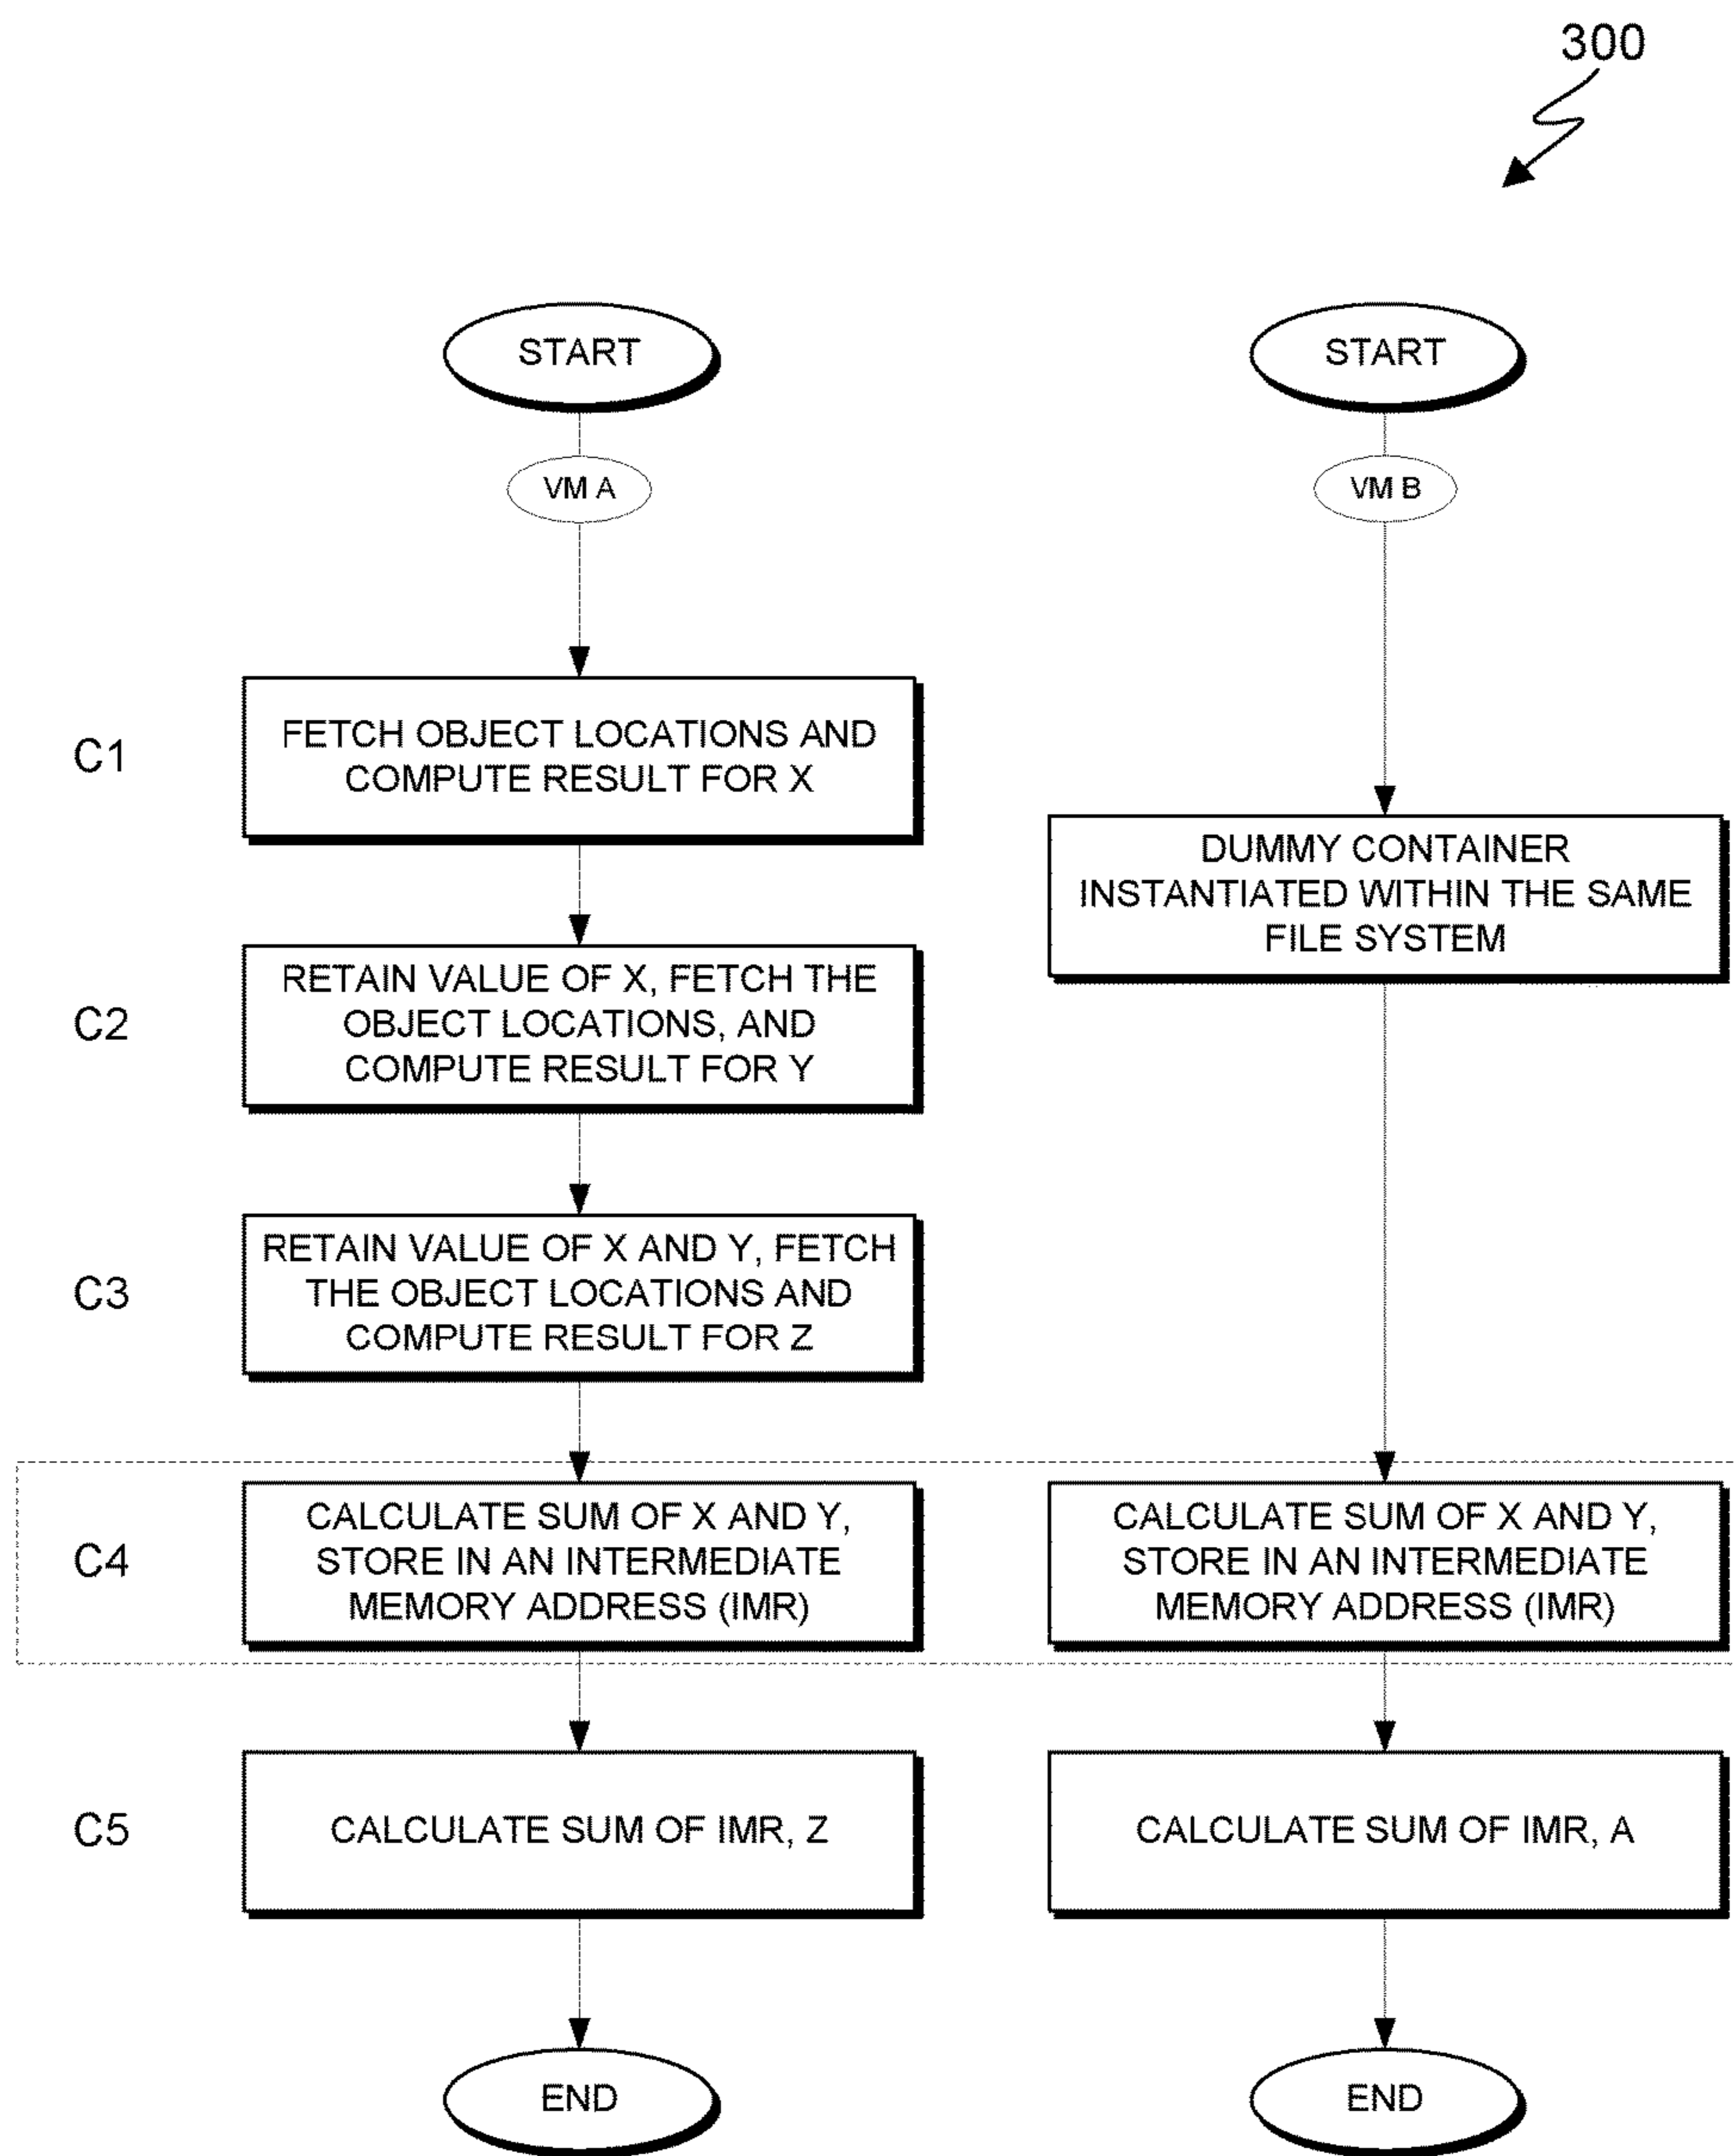 300
START
START
VM A
VM B
C1
FETCH OBJECT LOCATIONS AND
COMPUTE RESULT FOR X
DUMMY CONTAINER
INSTANTIATED WITHIN THE SAME
FILE SYSTEM
C2
RETAIN VALUE OF X, FETCH THE
OBJECT LOCATIONS, AND
COMPUTE RESULT FOR Y
C3
RETAIN VALUE OF X AND Y, FETCH
THE OBJECT LOCATIONS AND
COMPUTE RESULT FOR Z
C4
CALCULATE SUM OF X AND Y,
STORE IN AN INTERMEDIATE
MEMORY ADDRESS (IMR)
CALCULATE SUM OF X AND Y,
STORE IN AN INTERMEDIATE
MEMORY ADDRESS (IMR)
C5
CALCULATE SUM OF IMR, Z
CALCULATE SUM OF IMR, A
END
END